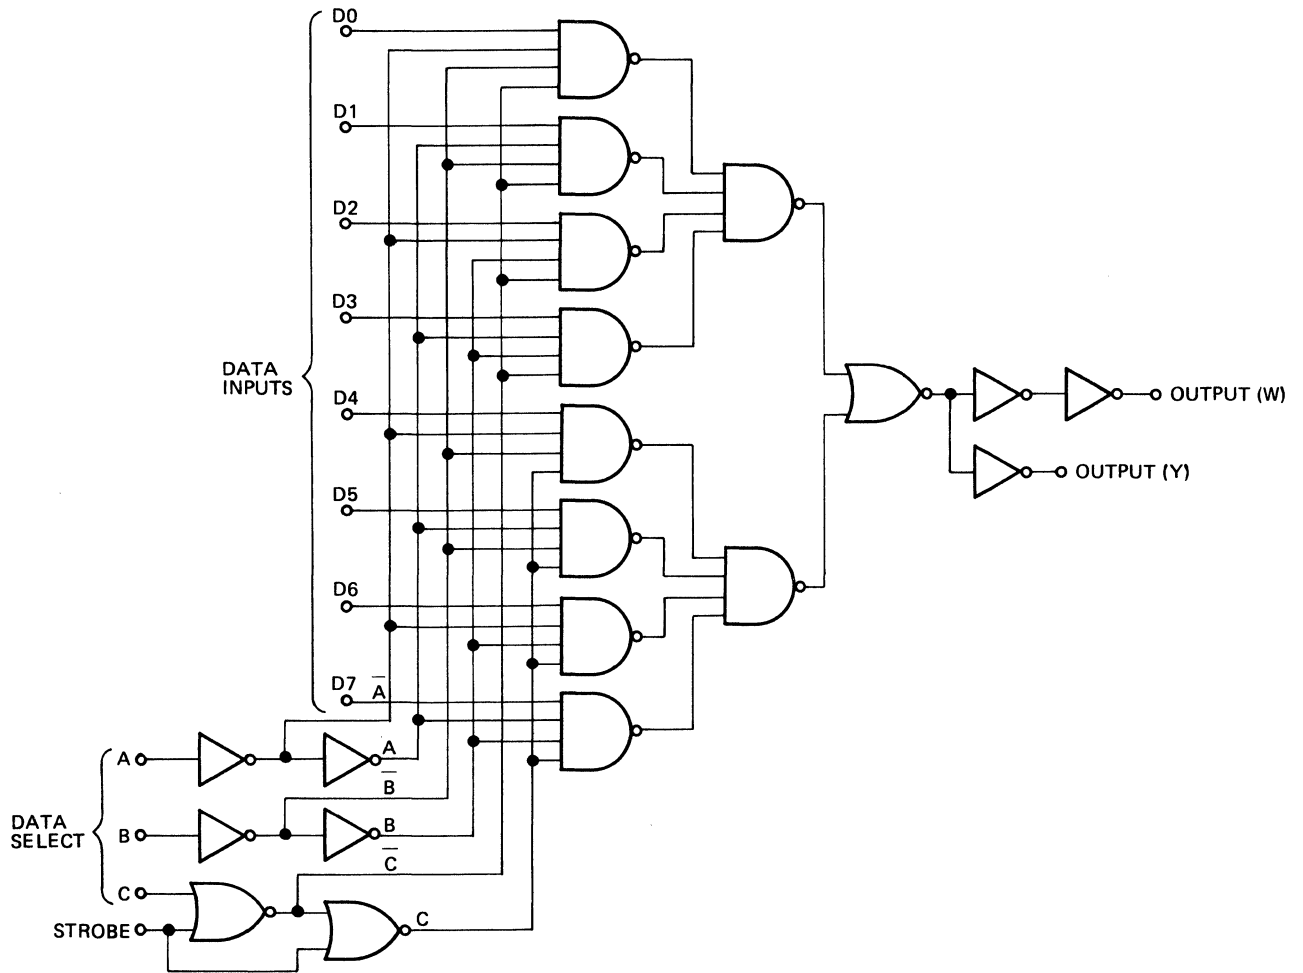 D0
D1
D2
D3
DATA
INPUTS
D4
OUTPUT (W)
OUTPUT (Y)
D5
D6
D7
A̅
A
A
B̅
DATA
SELECT
B
B
C̅
C
C
STROBE